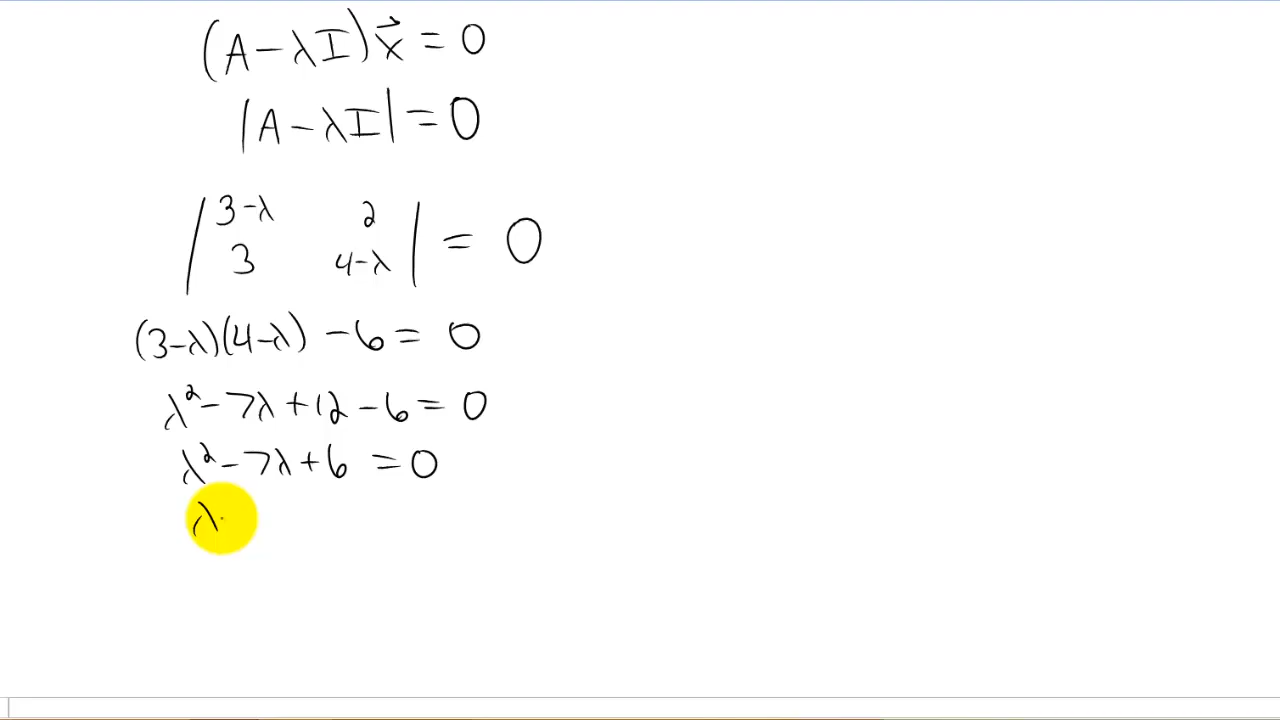 (A-λI)x⃗ = 0
|A-λI| = 0
|3-λ 2| = 0
|3 4-λ|
(3-λ)(4-λ) - 6 = 0
λ² - 7λ + 12 - 6 = 0
λ² - 7λ + 6 = 0
λ